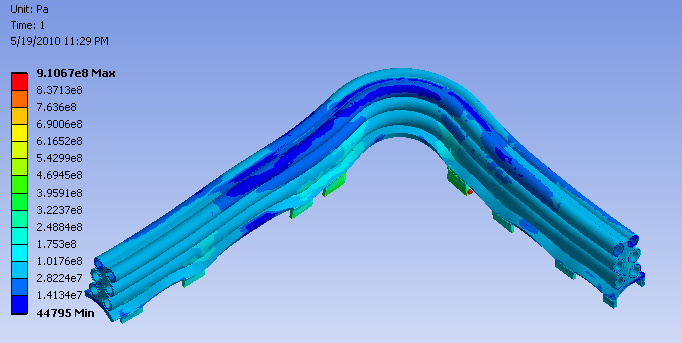 Unit: Pa
Time: 1
5/19/2010 11:29 PM
9.1067e8 Max
8.3713e8
7.636e8
6.9006e8
6.1652e8
5.4299e8
4.6945e8
3.9591e8
3.2237e8
2.4884e8
1.753e8
1.0176e8
2.8224e7
1.4134e7
44795 Min